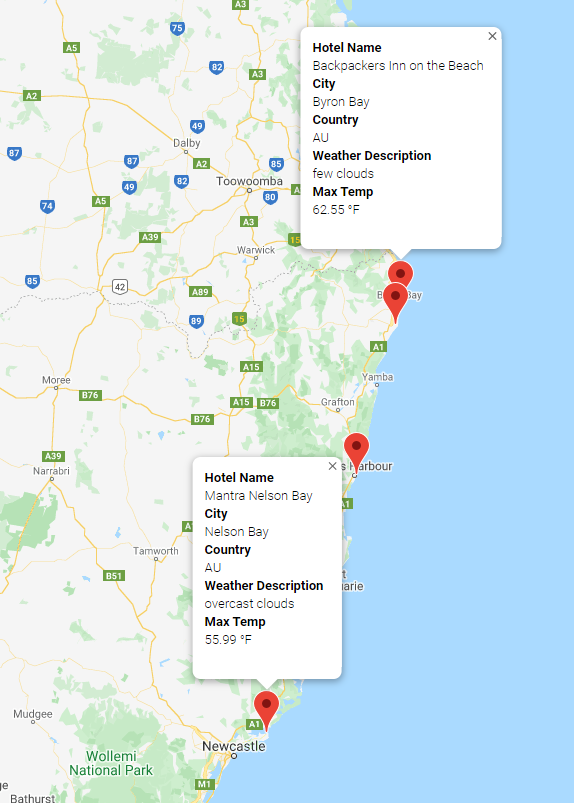 A3
75
A5
82
A3
A2
49
Dalby
87
87
A2
85
49
82
Toowoomba
A
80
74
A5
A3
A39
15
Warwick
85
42
A89
89
15
A1
Yamba
A15
Moree
B76
A15
B76
Grafton
B76
A39
Narrabri
s Harbour
A1
A1
Tamworth
B51
arie
Mudgee
A1
Newcastle
Wollemi
National Park
M1
ge
Bathurst
Hotel Name
Backpackers Inn on the Beach
City
Byron Bay
Country
AU
Weather Description
few clouds
Max Temp
62.55 °F
Hotel Name
Mantra Nelson Bay
City
Nelson Bay
Country
AU
Weather Description
overcast clouds
Max Temp
55.99 °F